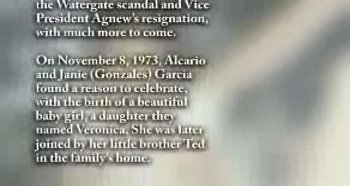 the Watergate scandal and Vice
President Agnew's resignation,
with much more to come.
On November 8, 1973, Alcario
and Janie (Gonzales) Garcia
found a reason to celebrate,
with the birth of a beautiful
baby girl, a daughter they
named Veronica. She was later
joined by her little brother Ted
in the family's home.